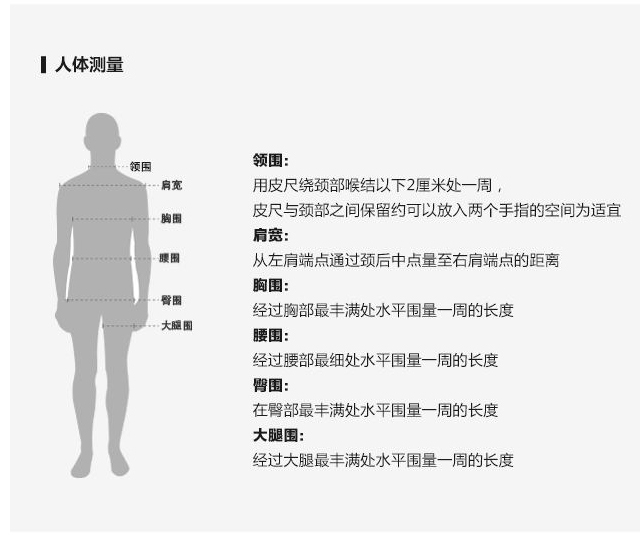 人体测量
领围
肩宽
胸围
腰围
臀围
大腿围
领围：
用皮尺绕颈部喉结以下2厘米处一周，
皮尺与颈部之间保留约可以放入两个手指的空间为适宜
肩宽：
从左肩端点通过颈后中点量至右肩端点的距离
胸围：
经过胸部最丰满处水平围量一周的长度
腰围：
经过腰部最细处水平围量一周的长度
臀围：
在臀部最丰满处水平围量一周的长度
大腿围：
经过大腿最丰满处水平围量一周的长度